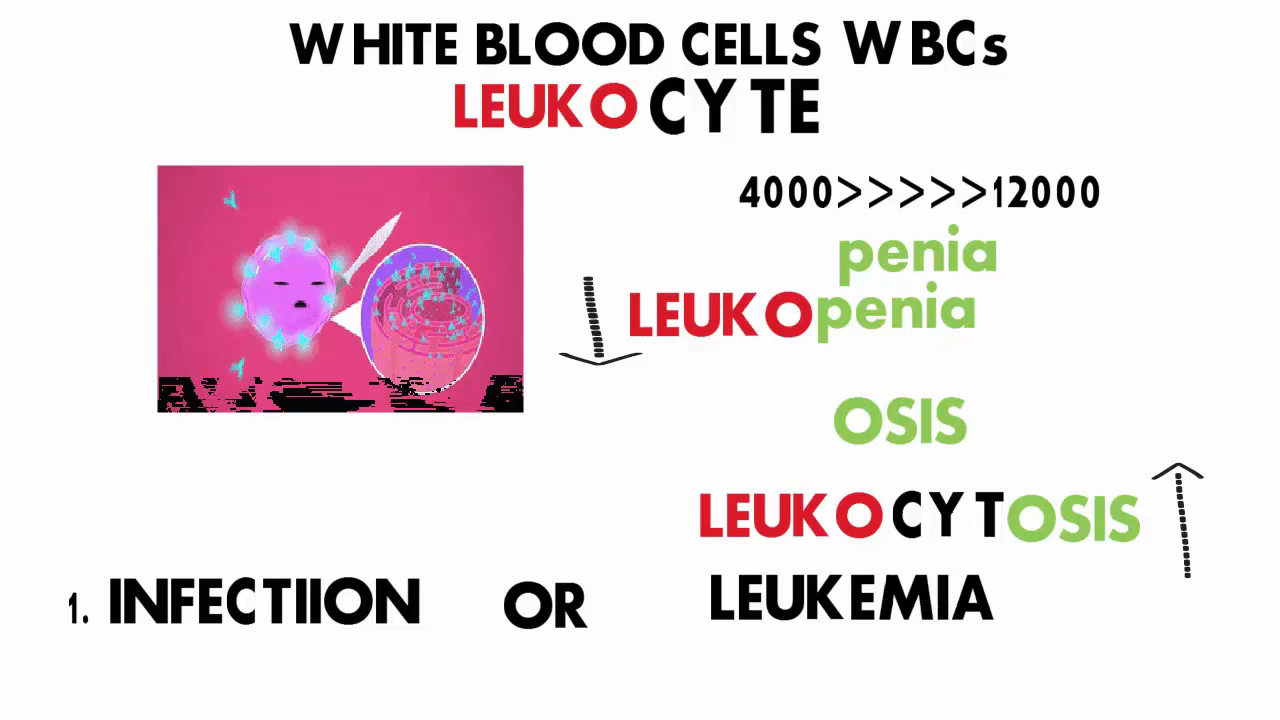 WHITE BLOOD CELLS WBCs
LEUKOCYTE
4000>>>>>12000
penia
LEUKOpenia
OSIS
LEUKOCYTOSIS
1. INFECTIION OR LEUKEMIA